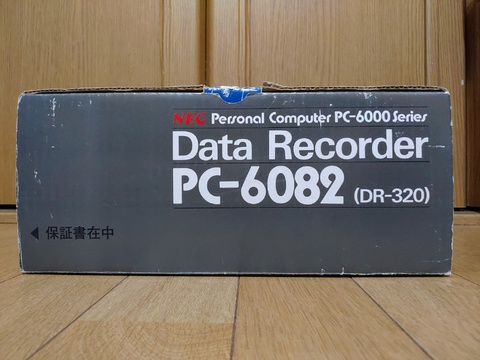 NEC Personal Computer PC-6000 Series
Data Recorder
PC-6082 (DR-320)
◀ 保証書在中